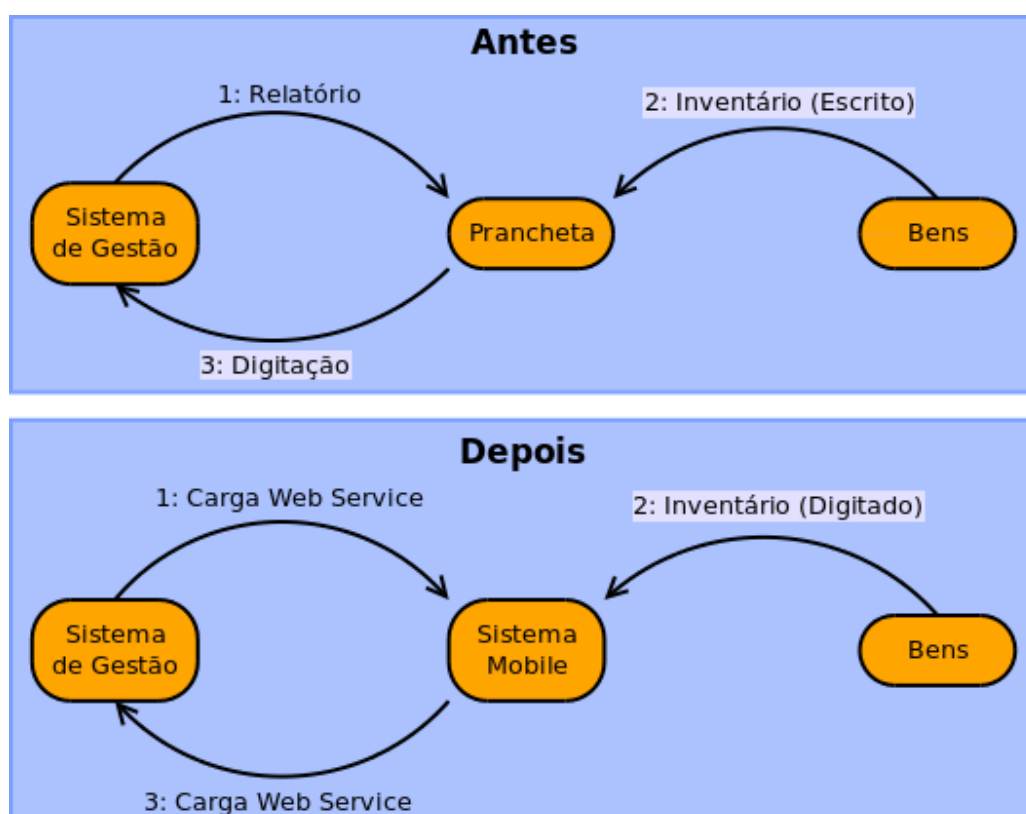 Antes
1: Relatório
2: Inventário (Escrito)
Sistema
de Gestão
Prancheta
Bens
3: Digitação
Depois
1: Carga Web Service
2: Inventário (Digitado)
Sistema
de Gestão
Sistema
Mobile
Bens
3: Carga Web Service